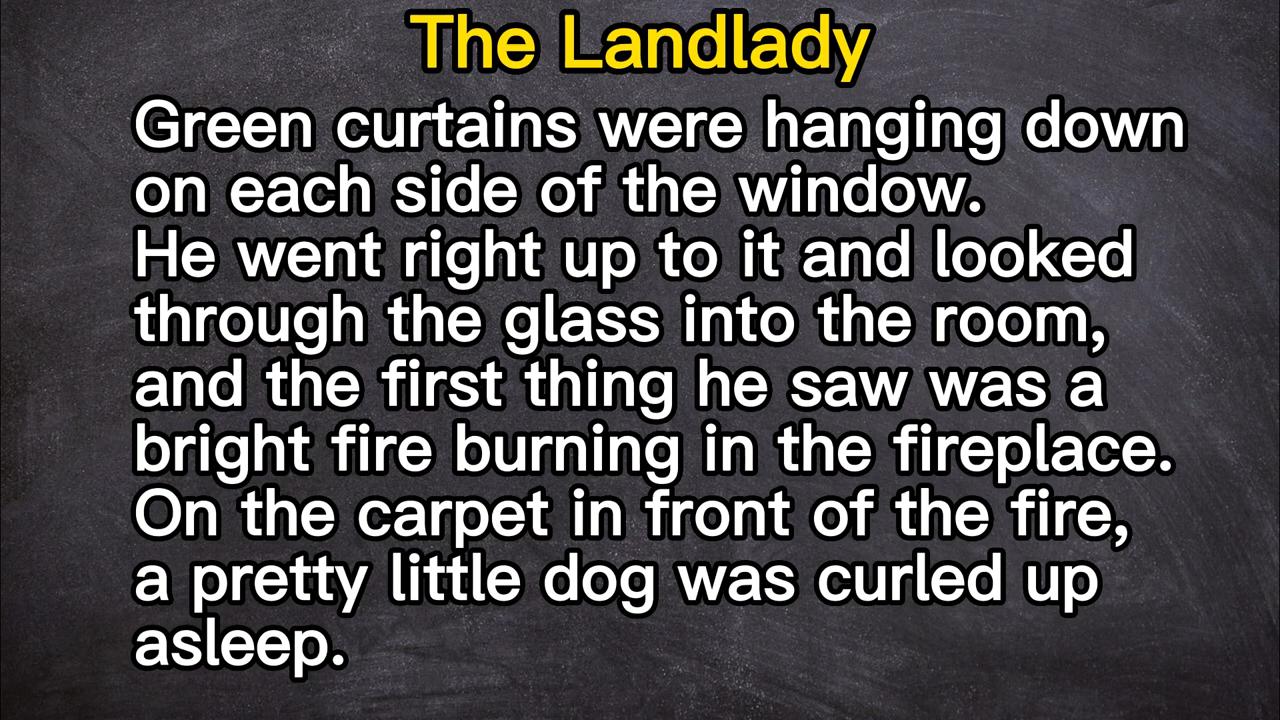 The Landlady
Green curtains were hanging down
on each side of the window.
He went right up to it and looked
through the glass into the room,
and the first thing he saw was a
bright fire burning in the fireplace.
On the carpet in front of the fire,
a pretty little dog was curled up
asleep.